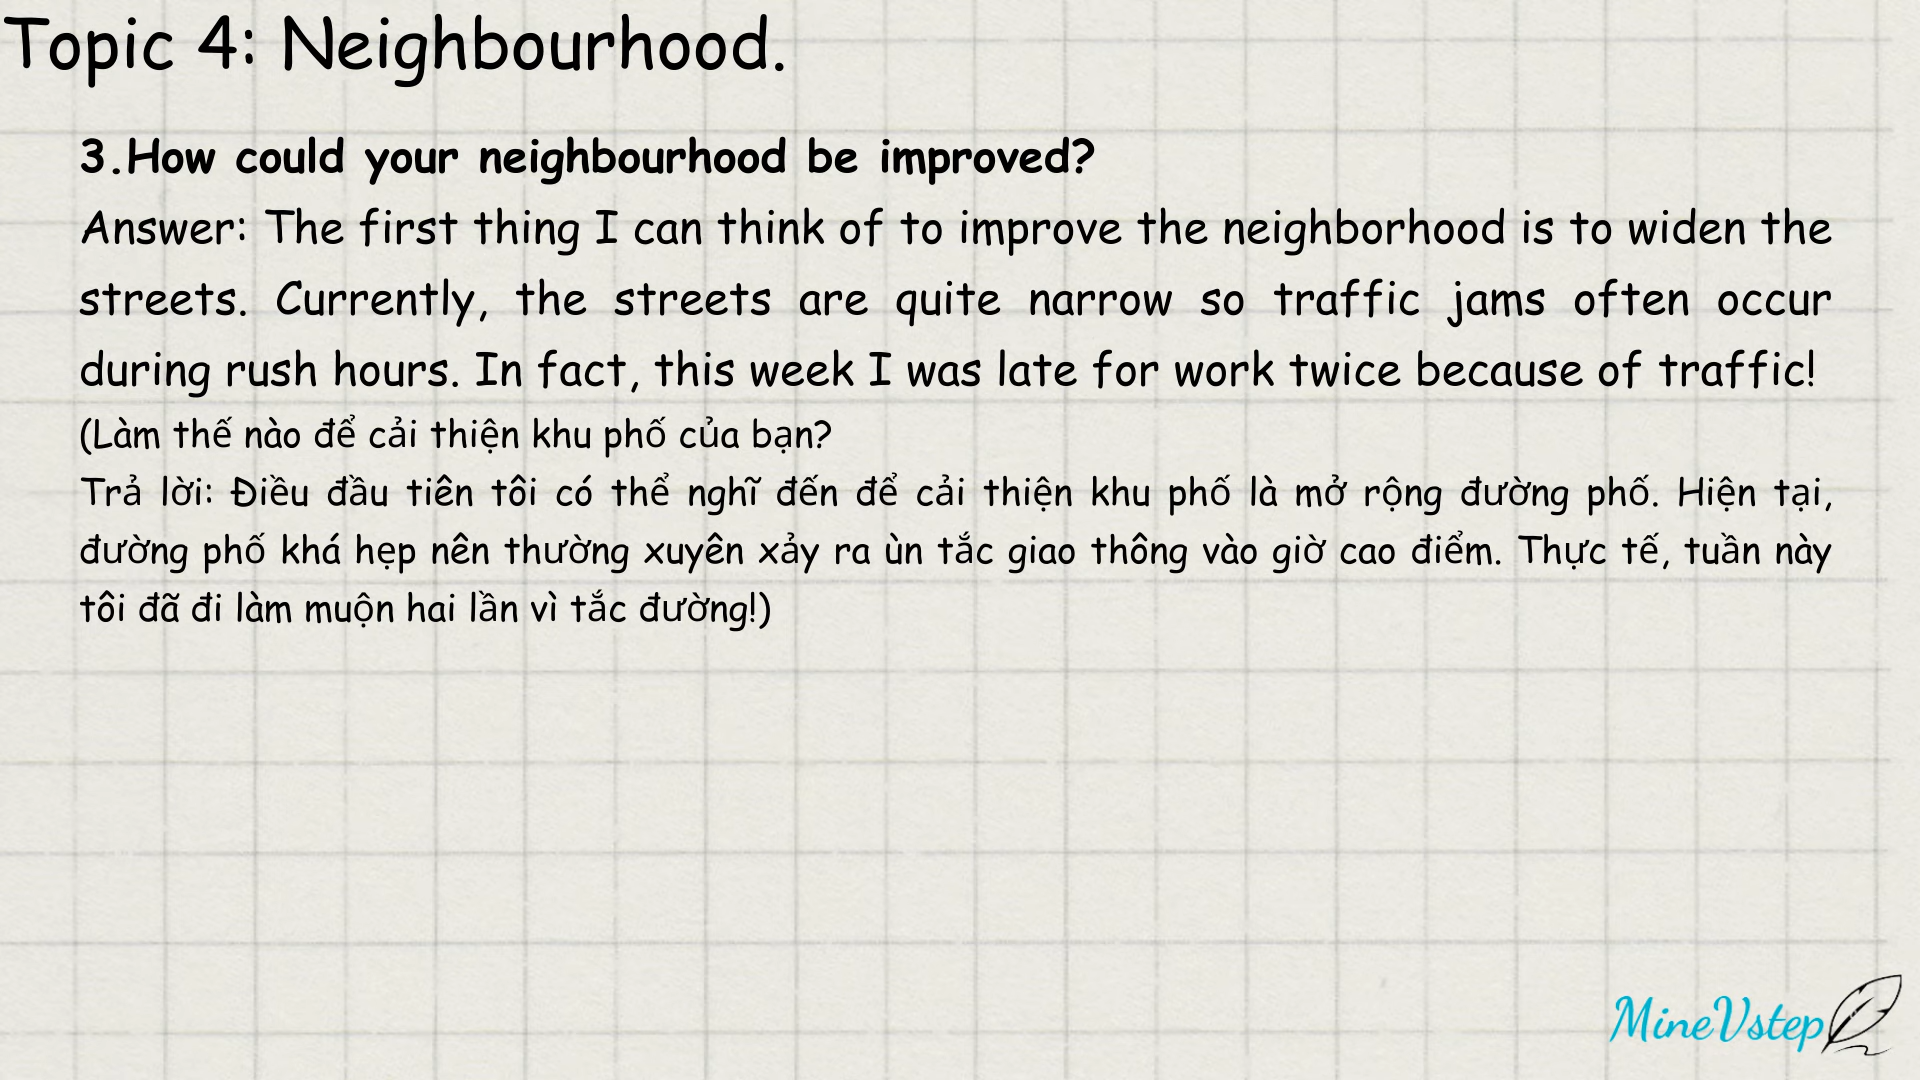 Topic 4: Neighbourhood.
3.How could your neighbourhood be improved?
Answer: The first thing I can think of to improve the neighborhood is to widen the
streets. Currently, the streets are quite narrow so traffic jams often occur
during rush hours. In fact, this week I was late for work twice because of traffic!
(Làm thế nào để cải thiện khu phố của bạn?
Trả lời: Điều đầu tiên tôi có thể nghĩ đến để cải thiện khu phố là mở rộng đường phố. Hiện tại,
đường phố khá hẹp nên thường xuyên xảy ra ùn tắc giao thông vào giờ cao điểm. Thực tế, tuần này
tôi đã đi làm muộn hai lần vì tắc đường!)
MineVstep